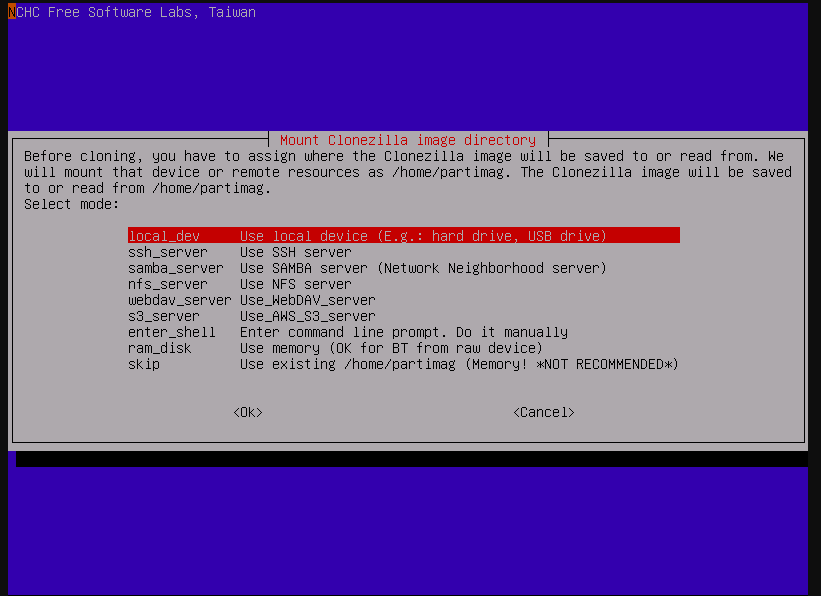 NCHC Free Software Labs, Taiwan
Mount Clonezilla image directory
Before cloning, you have to assign where the Clonezilla image will be saved to or read from. We
will mount that device or remote resources as /home/partimag. The Clonezilla image will be saved
to or read from /home/partimag.
Select mode:
local_dev Use local device (E.g.: hard drive, USB drive)
ssh_server Use SSH server
samba_server Use SAMBA server (Network Neighborhood server)
nfs_server Use NFS server
webdav_server Use_WebDAV_server
s3_server Use_AWS_S3_server
enter_shell Enter command line prompt. Do it manually
ram_disk Use memory (OK for BT from raw device)
skip Use existing /home/partimag (Memory! *NOT RECOMMENDED*)
<Ok> <Cancel>